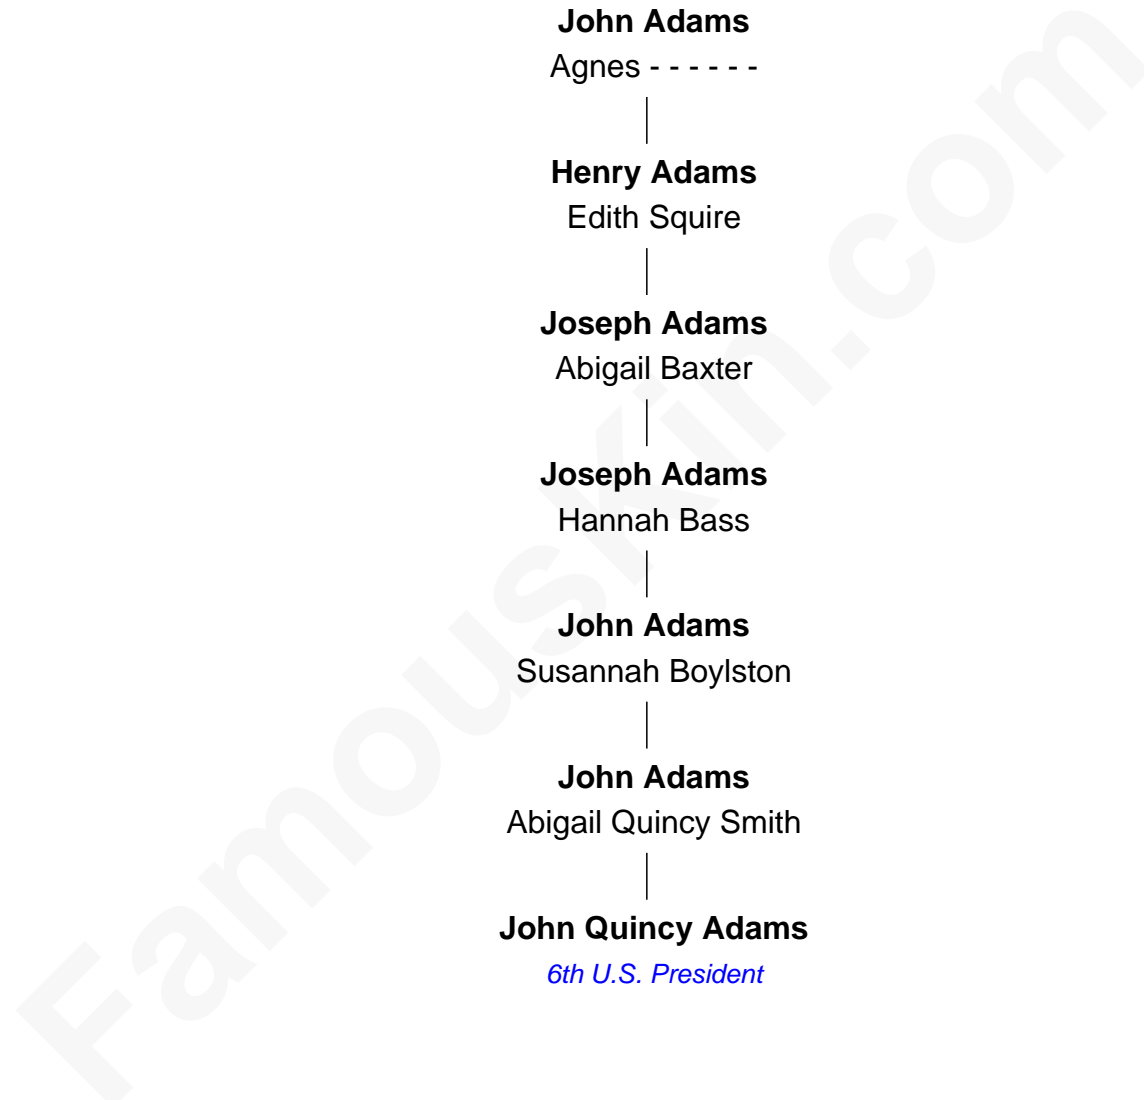 John Adams
Agnes - - - - - -
Henry Adams
Edith Squire
Joseph Adams
Abigail Baxter
Joseph Adams
Hannah Bass
John Adams
Susannah Boylston
John Adams
Abigail Quincy Smith
John Quincy Adams
6th U.S. President
FamousKin.com